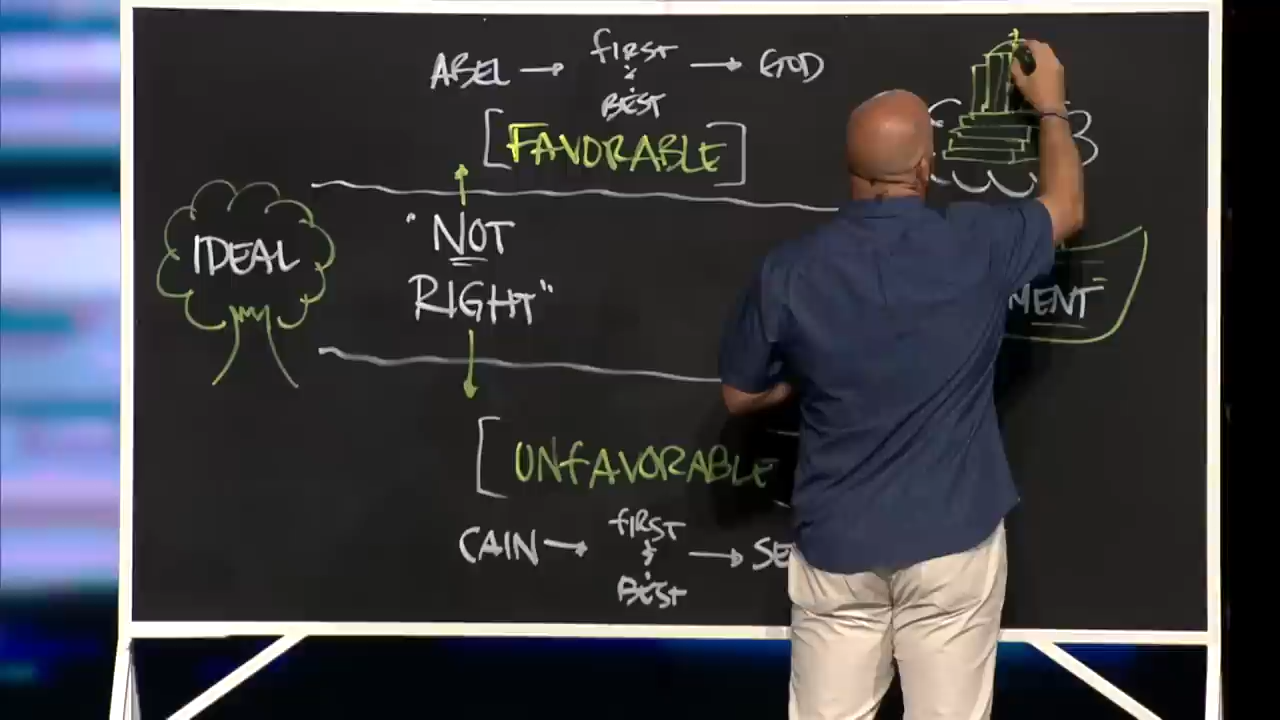 ABEL → FIRST & BEST → GOD
[FAVORABLE]
IDEAL
"NOT
RIGHT"
MENT
[UNFAVORABLE
CAIN → FIRST & BEST → SE